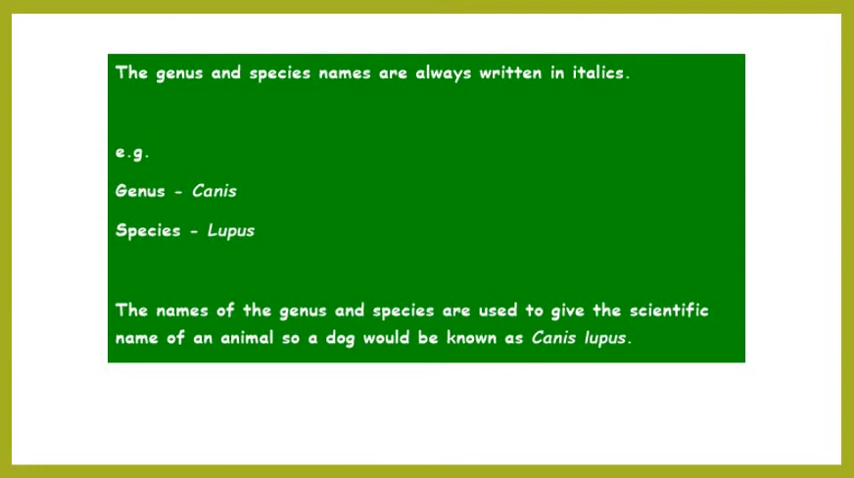 The genus and species names are always written in italics.
e.g.
Genus - Canis
Species - Lupus
The names of the genus and species are used to give the scientific
name of an animal so a dog would be known as Canis lupus.